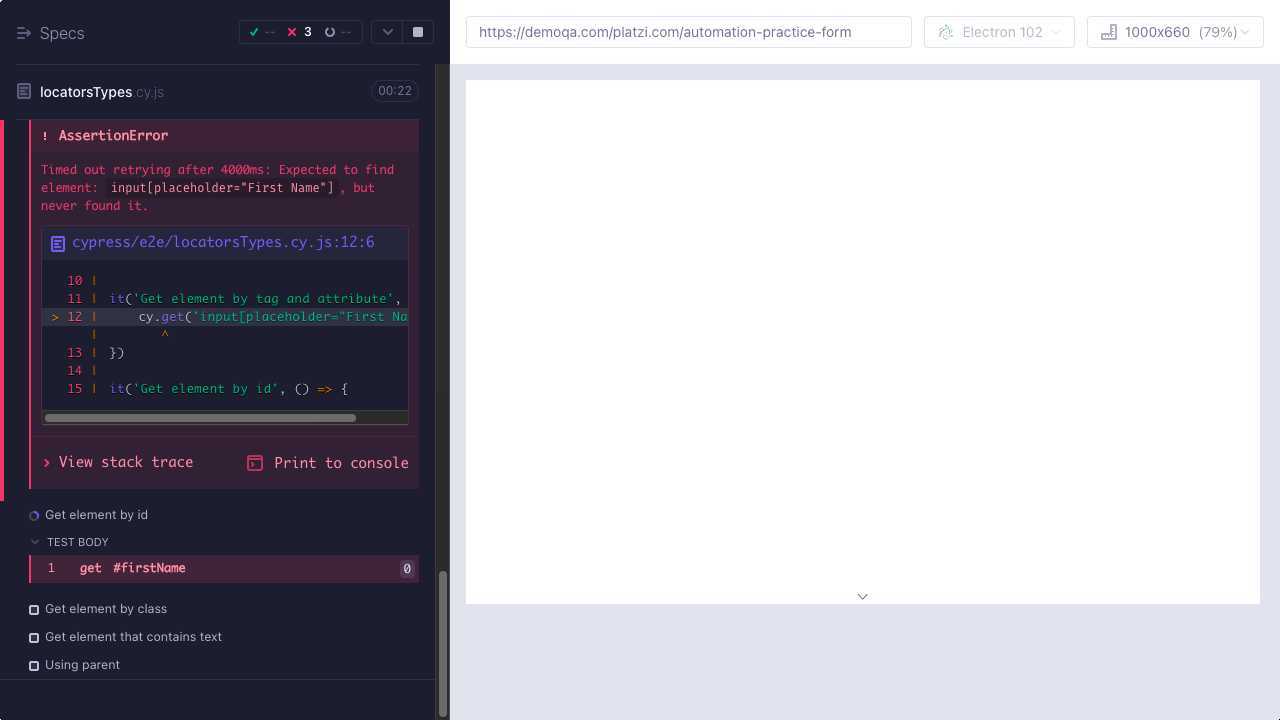 Specs
-- 3 --
https://demoqa.com/platzi.com/automation-practice-form
Electron 102
1000x660 (79%)
locatorsTypes.cy.js
00:22
! AssertionError
Timed out retrying after 4000ms: Expected to find
element: input[placeholder="First Name"], but
never found it.
cypress/e2e/locatorsTypes.cy.js:12:6
10 |
11 | it('Get element by tag and attribute',
> 12 |     cy.get('input[placeholder="First Na
|        ^
13 | })
14 |
15 | it('Get element by id', () => {
View stack trace
Print to console
Get element by id
TEST BODY
1 get #firstName 0
Get element by class
Get element that contains text
Using parent